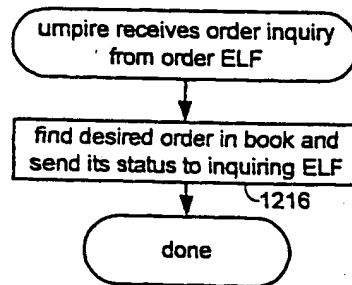 umpire receives order inquiry
from order ELF
find desired order in book and
send its status to inquiring ELF
1216
done